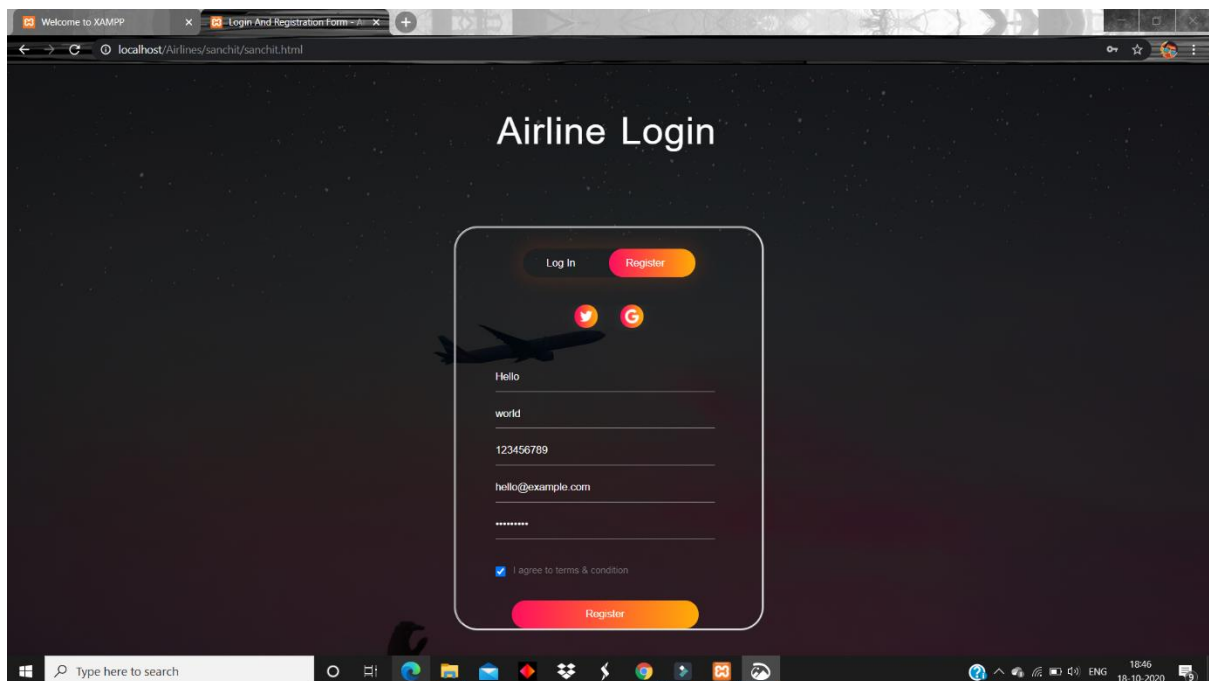 Welcome to XAMPP
Login And Registration Form - A
localhost/Airlines/sanchit/sanchit.html
Airline Login
Log In
Register
G
Hello
world
123456789
hello@example.com
•••••••••
I agree to terms & condition
Register
Type here to search
ENG
18:46
18-10-2020
9